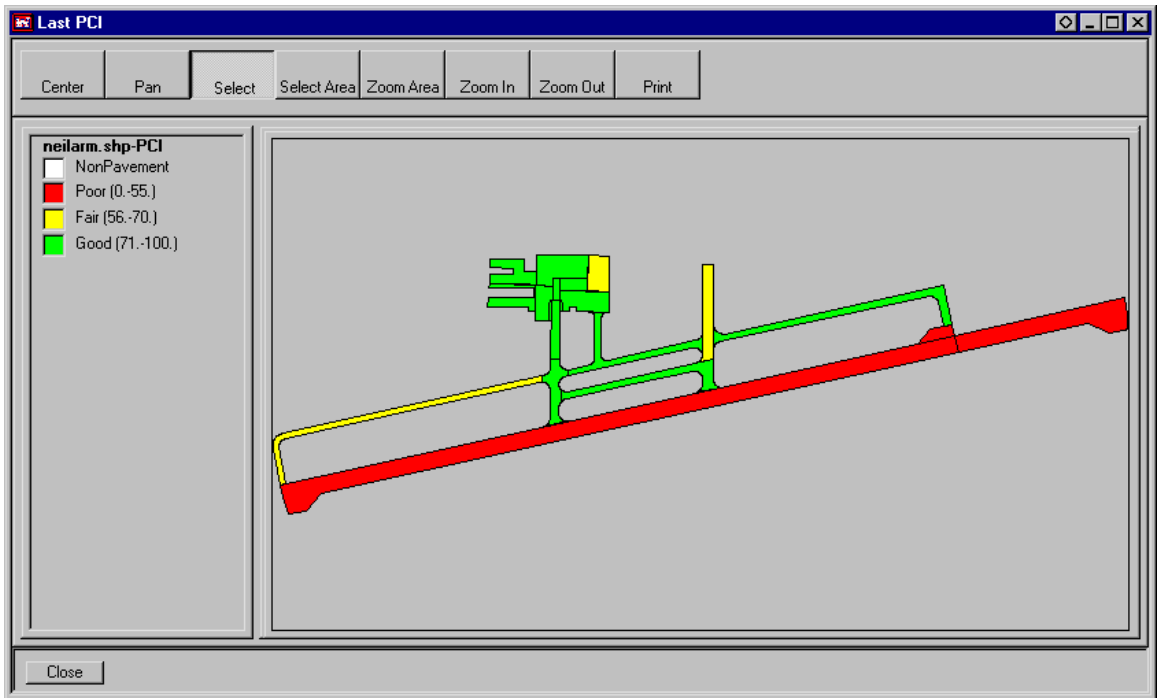 Last PCI
Center Pan Select Select Area Zoom Area Zoom In Zoom Out Print
neilarm.shp-PCI
NonPavement
Poor (0.-55.)
Fair (56.-70.)
Good (71.-100.)
Close